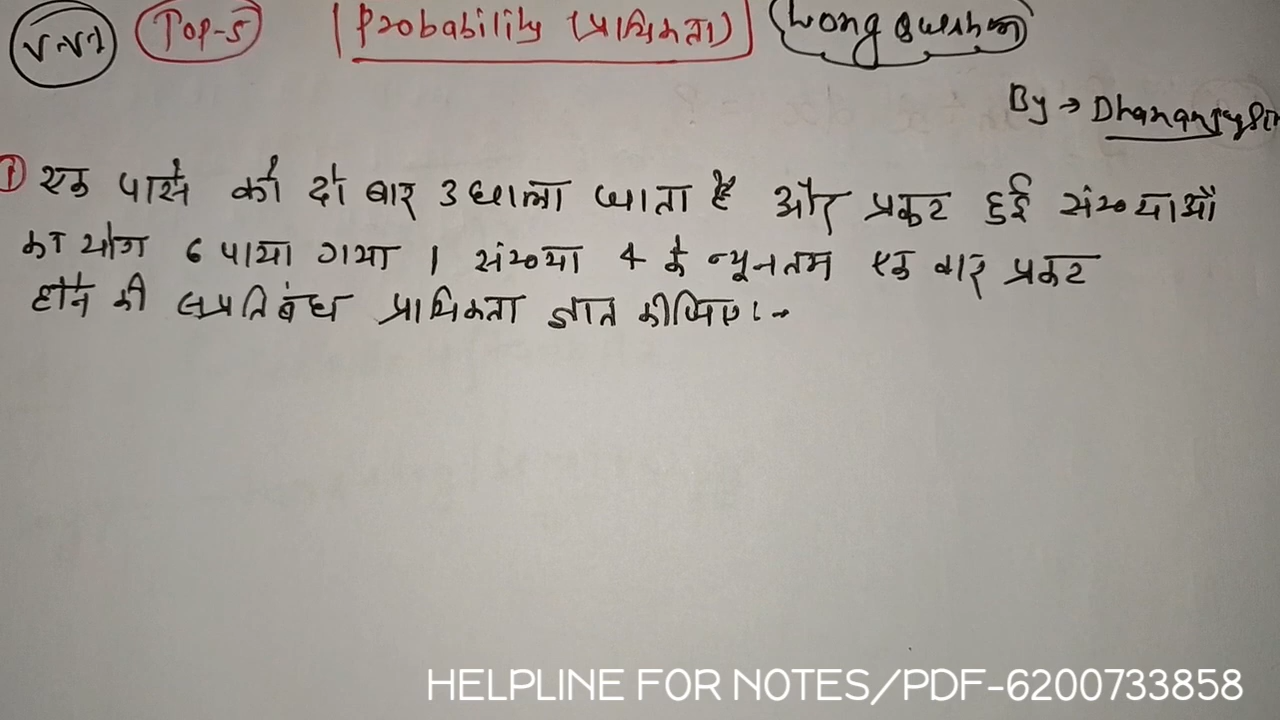 V.V.I Top-5 Probability (प्रायिकता) Long Question
By → Dhananjay Sir
① एक पासे को दो बार उछाला जाता है और प्रकट हुई संख्याओं
का योग 6 पाया गया । संख्या 4 के न्यूनतम एक बार प्रकट
होने की सप्रतिबंध प्रायिकता ज्ञात कीजिए।→
HELPLINE FOR NOTES/PDF-6200733858